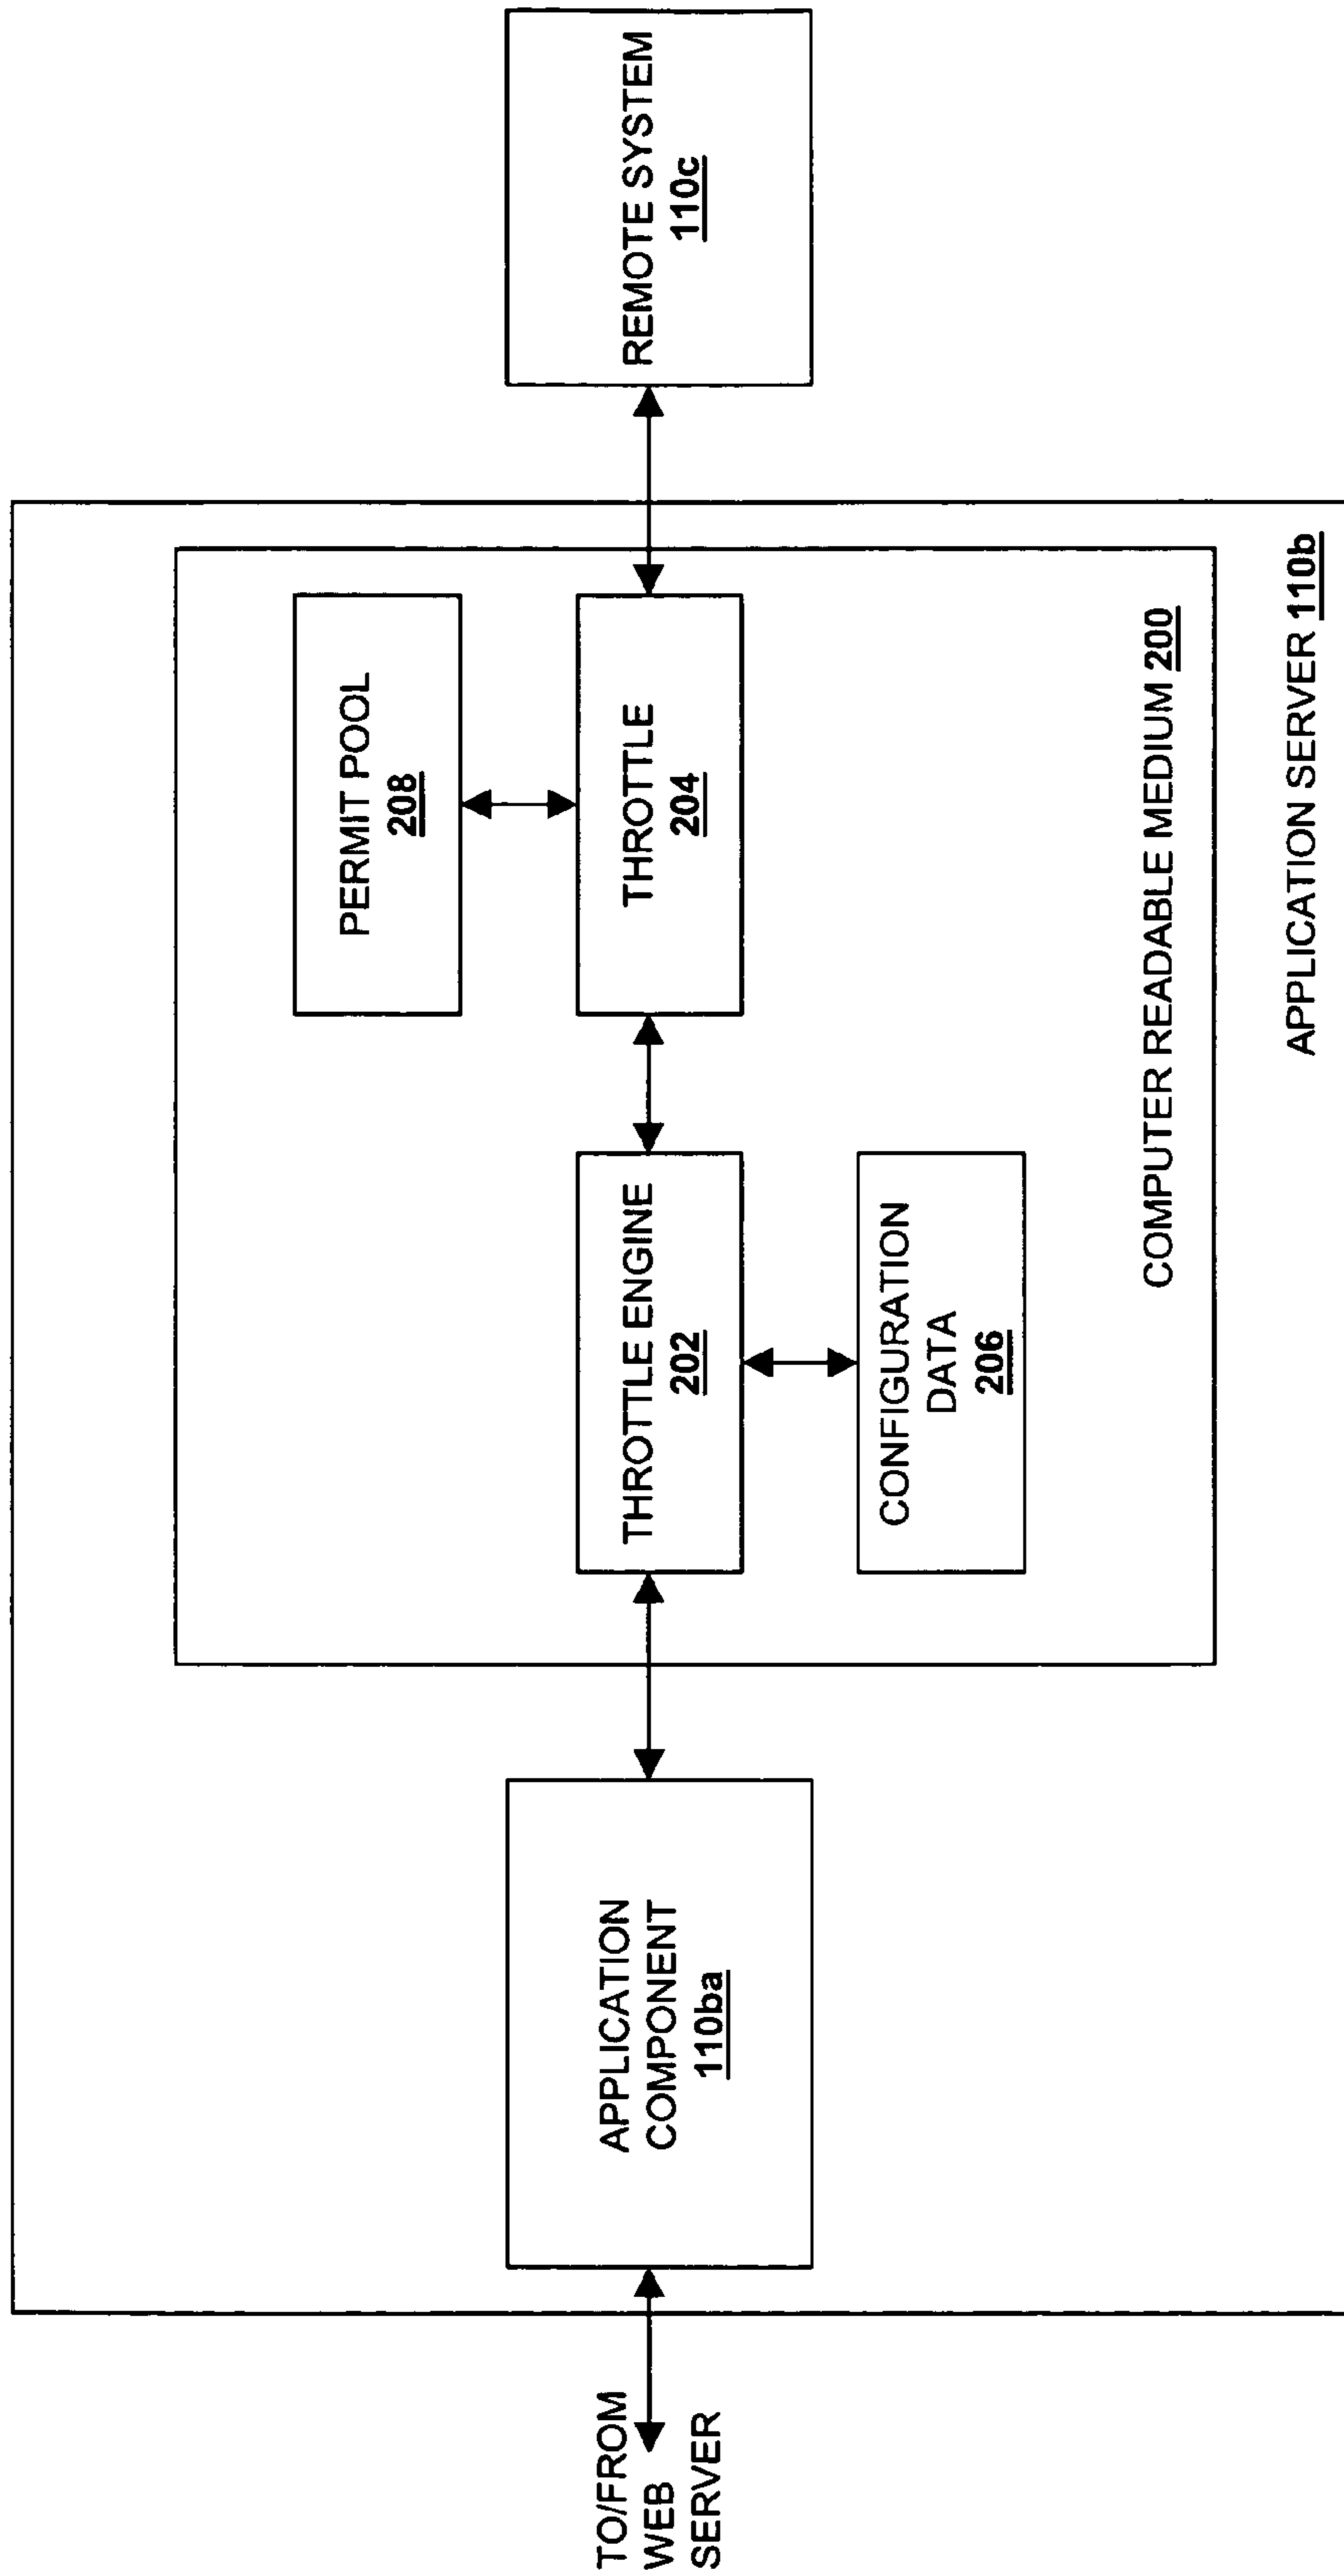 TO/FROM
WEB
SERVER
APPLICATION
COMPONENT
110ba
THROTTLE ENGINE
202
CONFIGURATION
DATA
206
PERMIT POOL
208
THROTTLE
204
COMPUTER READABLE MEDIUM 200
APPLICATION SERVER 110b
REMOTE SYSTEM
110c